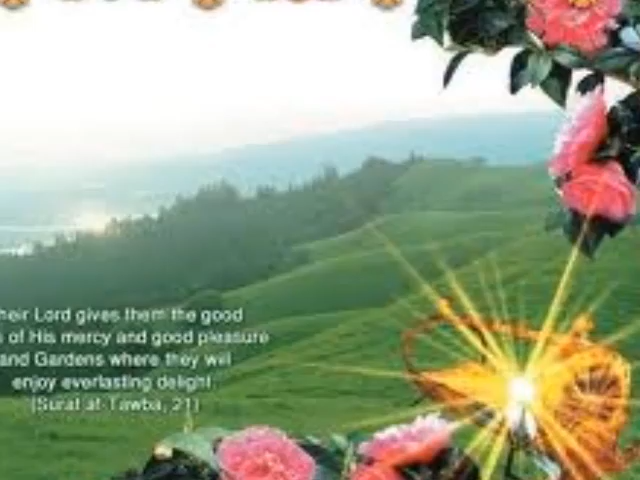 heir Lord gives them the good
of His mercy and good pleasure
and Gardens where they will
enjoy everlasting delight.
(Surat at-Tawba, 21)